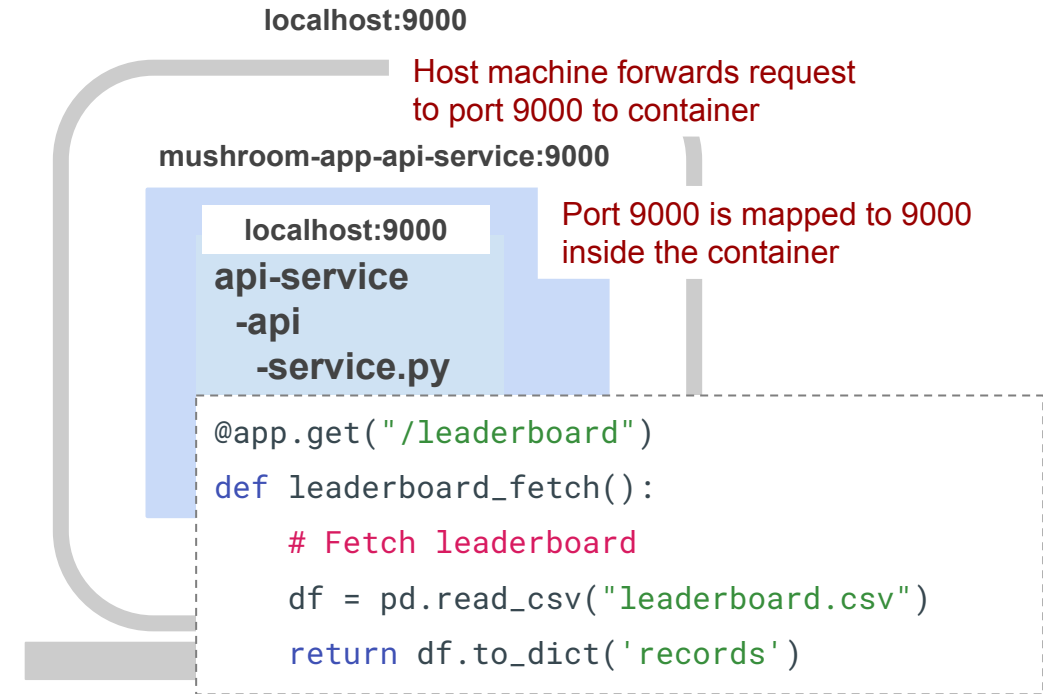 localhost:9000
Host machine forwards request
to port 9000 to container
mushroom-app-api-service:9000
Port 9000 is mapped to 9000
inside the container
localhost:9000
api-service
-api
-service.py
@app.get("/leaderboard")
def leaderboard_fetch():
# Fetch leaderboard
df = pd.read_csv("leaderboard.csv")
return df.to_dict('records')